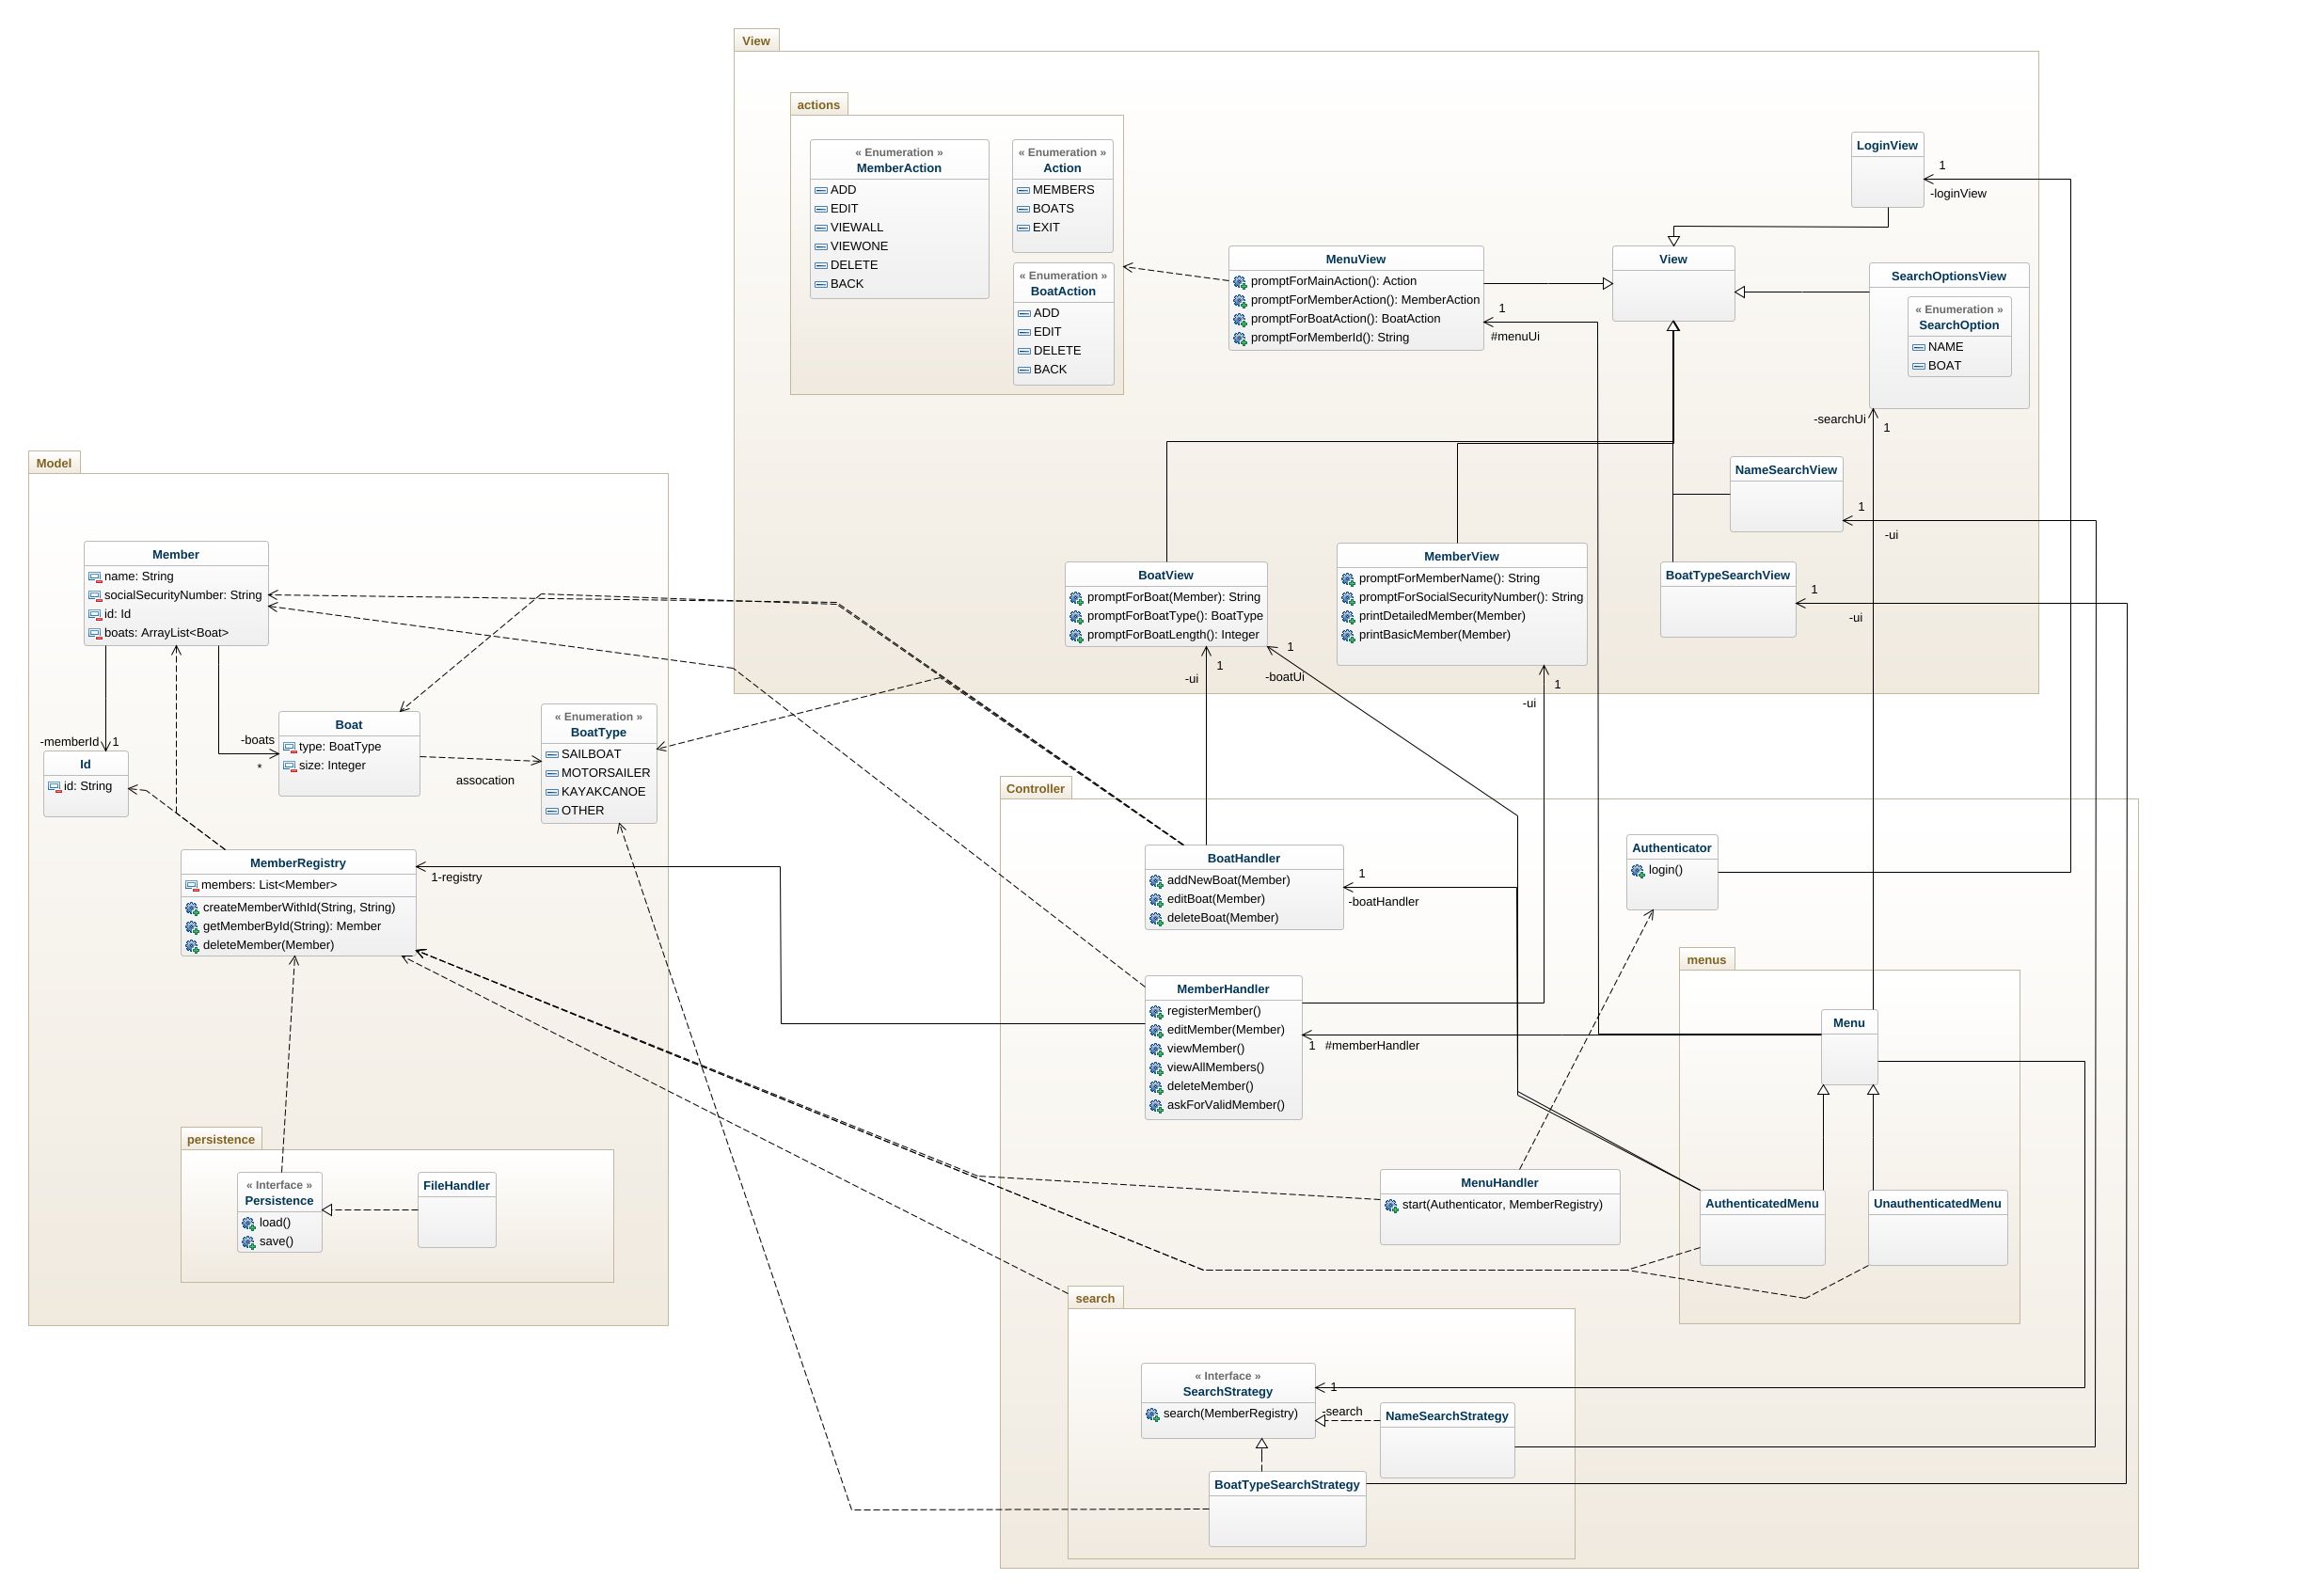 View
actions
« Enumeration »
MemberAction
ADD
EDIT
VIEWALL
VIEWONE
DELETE
BACK
« Enumeration »
Action
MEMBERS
BOATS
EXIT
« Enumeration »
BoatAction
ADD
EDIT
DELETE
BACK
MenuView
promptForMainAction(): Action
promptForMemberAction(): MemberAction
promptForBoatAction(): BoatAction
promptForMemberId(): String
1
#menuUi
View
LoginView
1
-loginView
SearchOptionsView
« Enumeration »
SearchOption
NAME
BOAT
-searchUi
1
NameSearchView
1
-ui
BoatTypeSearchView
1
-ui
BoatView
promptForBoat(Member): String
promptForBoatType(): BoatType
promptForBoatLength(): Integer
1
-ui
1
-boatUi
MemberView
promptForMemberName(): String
promptForSocialSecurityNumber(): String
printDetailedMember(Member)
printBasicMember(Member)
1
-ui
Model
Member
name: String
socialSecurityNumber: String
id: Id
boats: ArrayList<Boat>
-memberId
1
-boats
*
Id
id: String
Boat
type: BoatType
size: Integer
assocation
« Enumeration »
BoatType
SAILBOAT
MOTORSAILER
KAYAKCANOE
OTHER
MemberRegistry
members: List<Member>
createMemberWithId(String, String)
getMemberById(String): Member
deleteMember(Member)
1-registry
persistence
« Interface »
Persistence
load()
save()
FileHandler
Controller
BoatHandler
addNewBoat(Member)
editBoat(Member)
deleteBoat(Member)
1
-boatHandler
Authenticator
login()
MemberHandler
registerMember()
editMember(Member)
viewMember()
viewAllMembers()
deleteMember()
askForValidMember()
1
#memberHandler
menus
Menu
AuthenticatedMenu
UnauthenticatedMenu
MenuHandler
start(Authenticator, MemberRegistry)
search
« Interface »
SearchStrategy
search(MemberRegistry)
1
-search
NameSearchStrategy
BoatTypeSearchStrategy